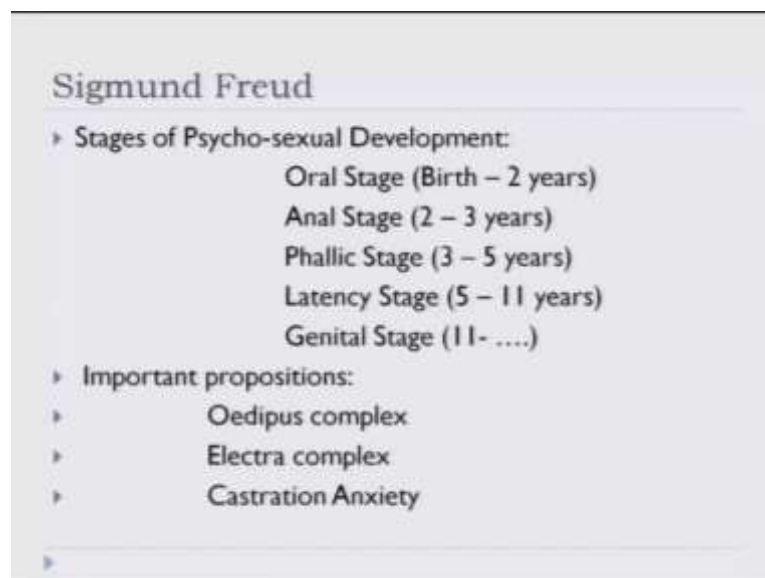 Sigmund Freud
Stages of Psycho-sexual Development:
Oral Stage (Birth – 2 years)
Anal Stage (2 – 3 years)
Phallic Stage (3 – 5 years)
Latency Stage (5 – 11 years)
Genital Stage (11- ....)
Important propositions:
Oedipus complex
Electra complex
Castration Anxiety